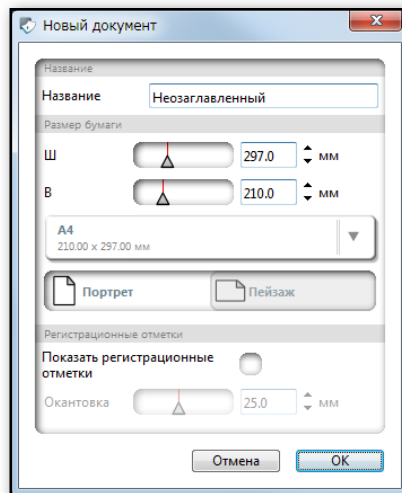 Новый документ
Название
Название Неозаглавленный
Размер бумаги
Ш 297.0 мм
В 210.0 мм
A4
210.00 x 297.00 мм
Портрет Пейзаж
Регистрационные отметки
Показать регистрационные
отметки
Окантовка 25.0 мм
Отмена OK